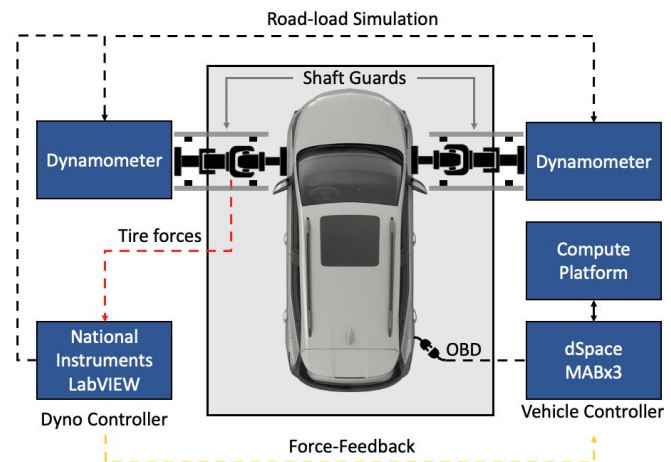 Road-load Simulation
Shaft Guards
Dynamometer
Dynamometer
Tire forces
Compute
Platform
National
Instruments
LabVIEW
OBD
dSpace
MABx3
Dyno Controller
Vehicle Controller
Force-Feedback